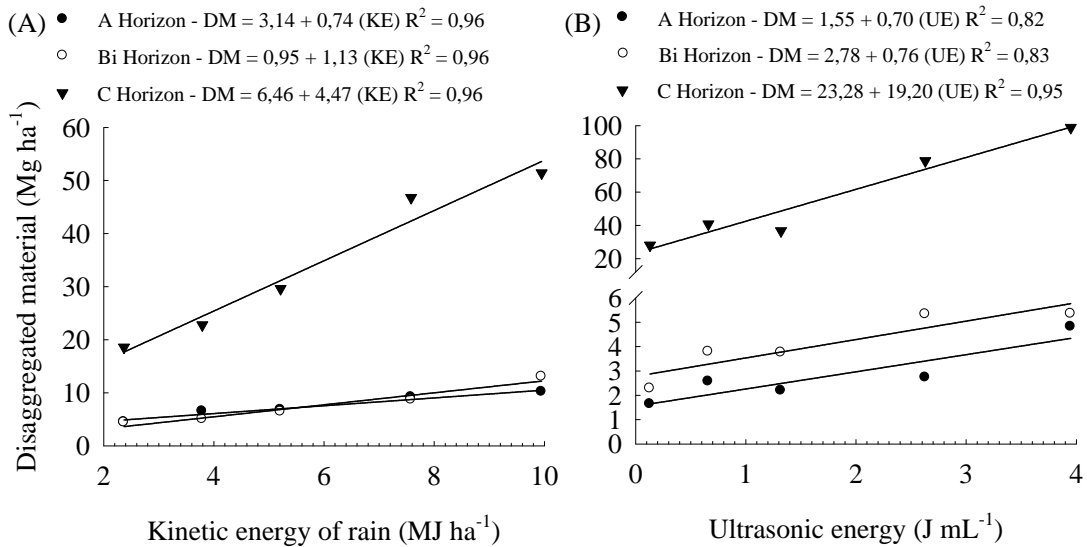 (A)
A Horizon - DM = 3,14 + 0,74 (KE) R² = 0,96
Bi Horizon - DM = 0,95 + 1,13 (KE) R² = 0,96
C Horizon - DM = 6,46 + 4,47 (KE) R² = 0,96
60
50
40
30
20
10
0
2
4
6
8
10
Disaggregated material (Mg ha⁻¹)
Kinetic energy of rain (MJ ha⁻¹)
(B)
A Horizon - DM = 1,55 + 0,70 (UE) R² = 0,82
Bi Horizon - DM = 2,78 + 0,76 (UE) R² = 0,83
C Horizon - DM = 23,28 + 19,20 (UE) R² = 0,95
100
80
60
40
20
6
5
4
3
2
1
0
0
1
2
3
4
Ultrasonic energy (J mL⁻¹)